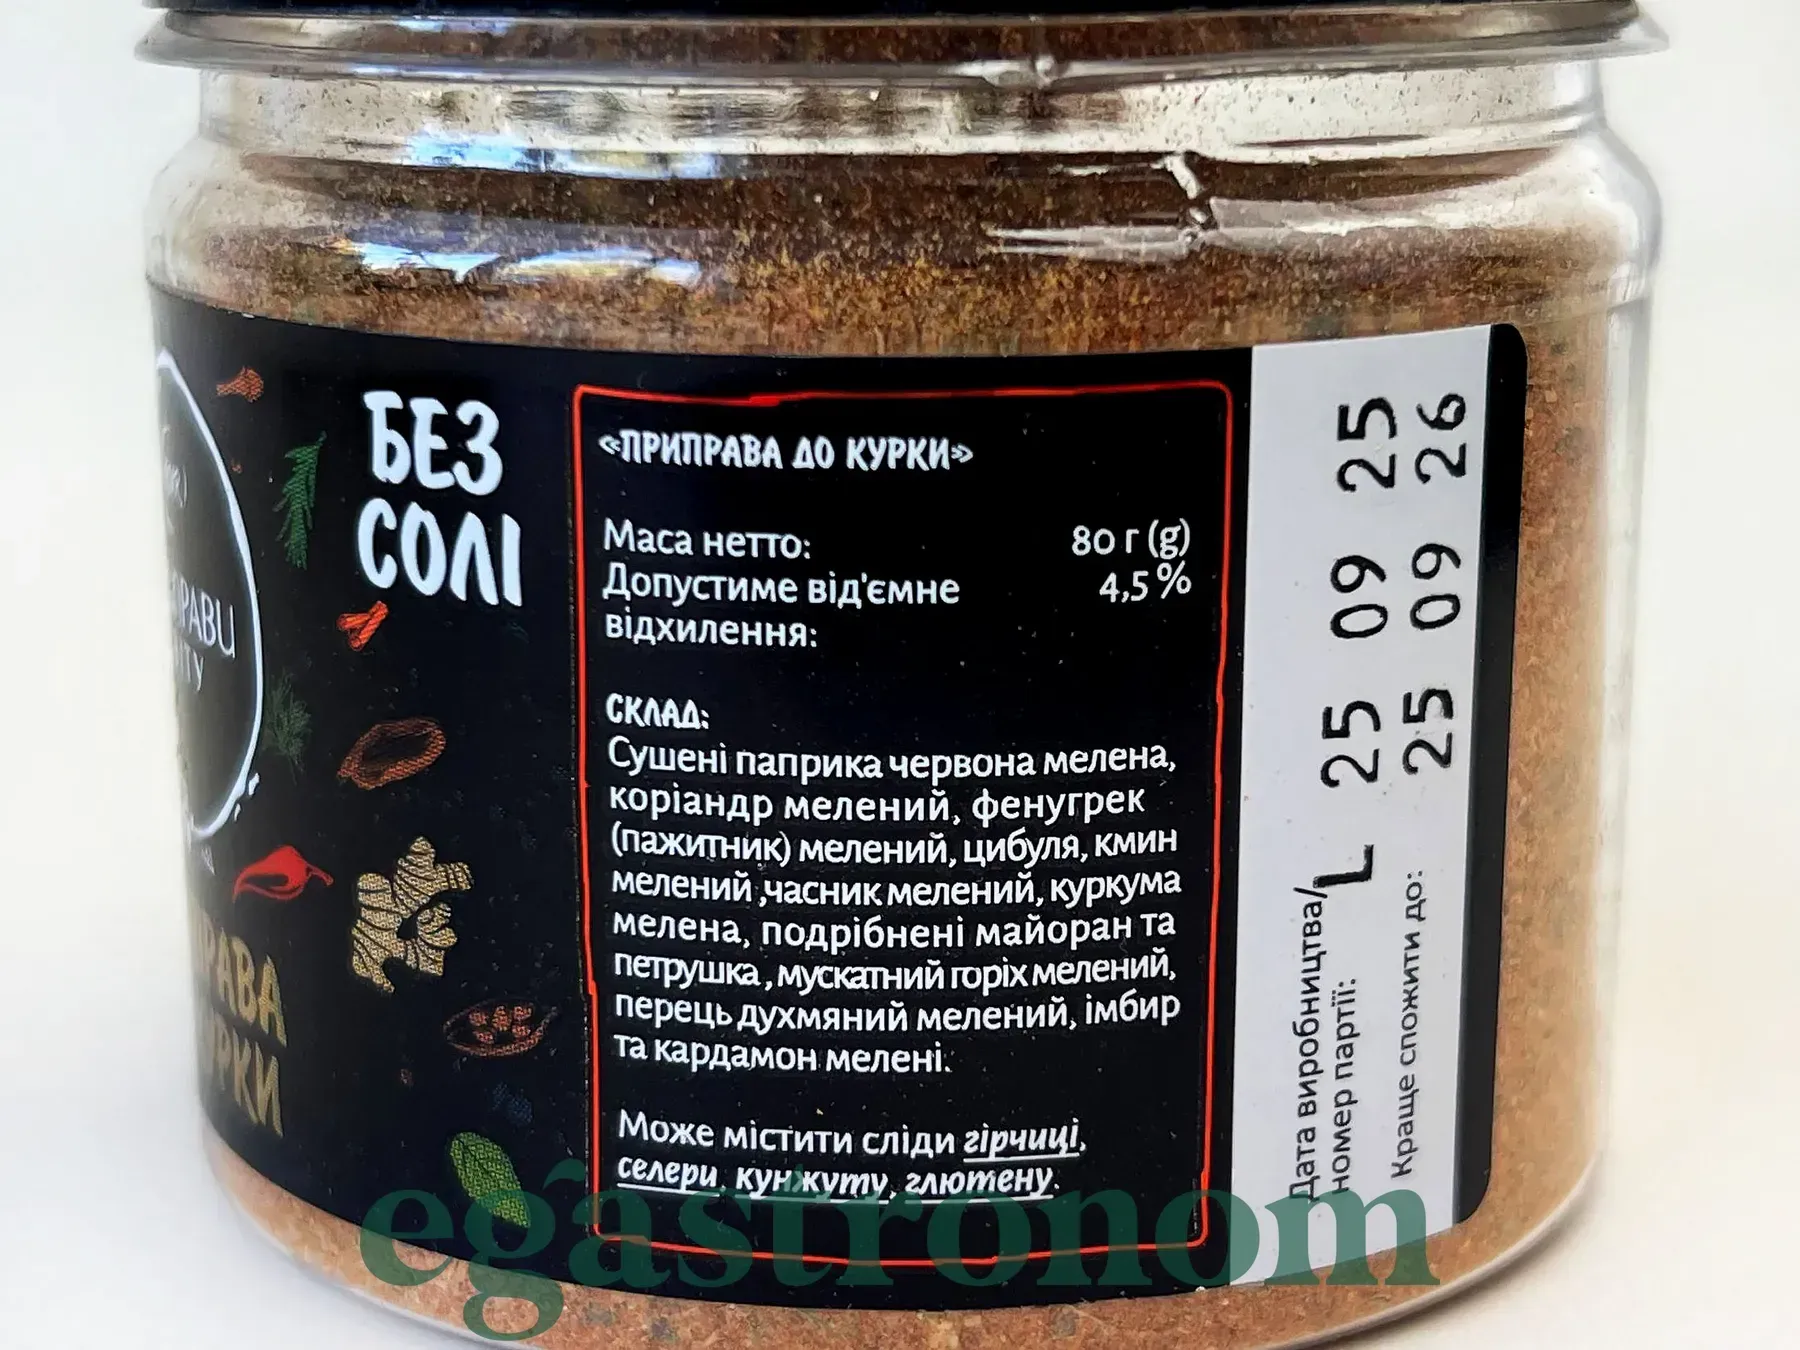 БЕЗ
СОЛІ
«ПРИПРАВА ДО КУРКИ»
Маса нетто: 80 г (g)
Допустиме від'ємне 4,5%
відхилення:
СКЛАД:
Сушені паприка червона мелена,
коріандр мелений, фенугрек
(пажитник) мелений, цибуля, кмин
мелений ,часник мелений, куркума
мелена, подрібнені майоран та
петрушка, мускатний горіх мелений,
перець духмяний мелений, імбир
та кардамон мелені.
Може містити сліди гірчиці,
селери, кунжуту, глютену.
Дата виробництва/
номер партії:
L 25 09 25
Краще спожити до:
25 09 26
egastronom